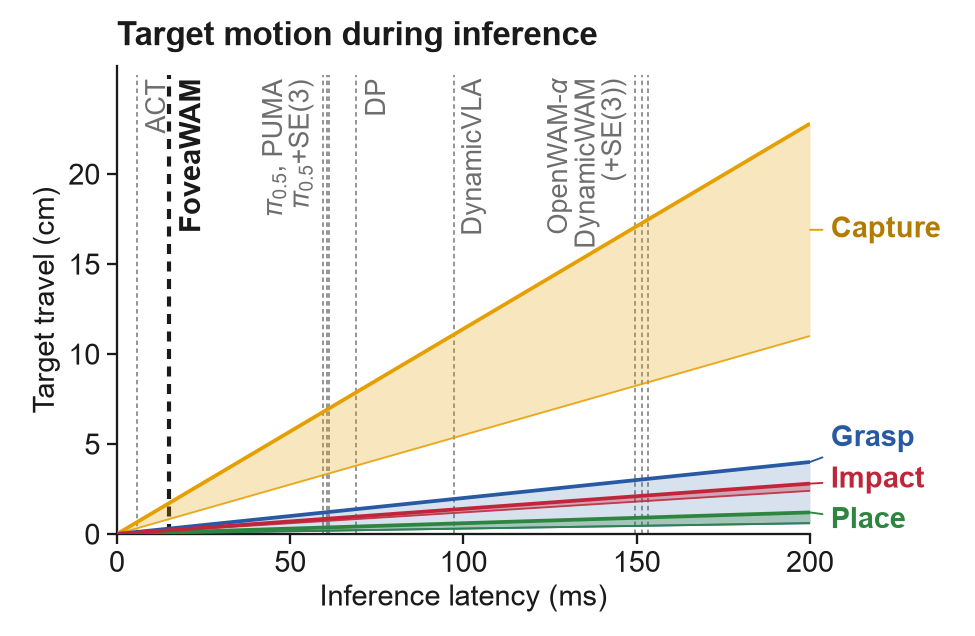 Target motion during inference
ACT
FoveaWAM
π0.5, PUMA
π0.5+SE(3)
DP
DynamicVLA
OpenWAM-α
DynamicWAM
(+SE(3))
Target travel (cm)
20
15
10
5
0
Capture
Grasp
Impact
Place
0 50 100 150 200
Inference latency (ms)